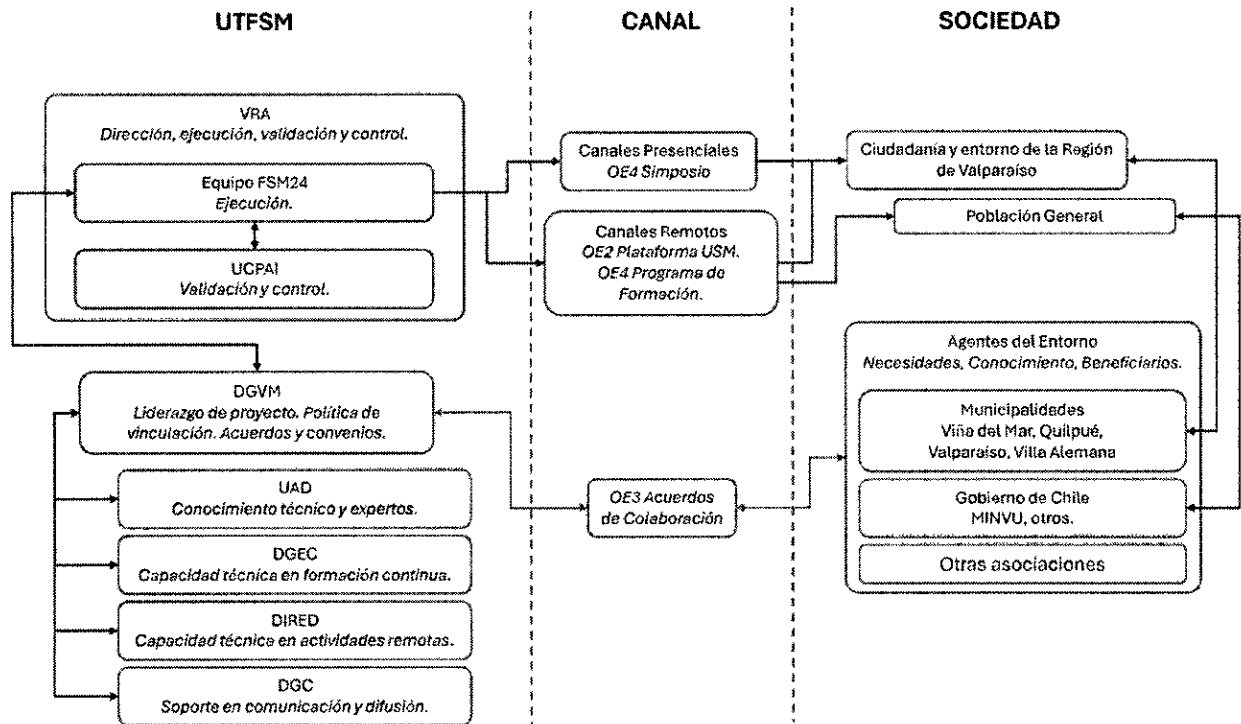 UTFSM
CANAL
SOCIEDAD
VRA
Dirección, ejecución, validación y control.
Equipo FSM24
Ejecución.
UCPAI
Validación y control.
DGVM
Liderazgo de proyecto. Política de
vinculación. Acuerdos y convenios.
UAD
Conocimiento técnico y expertos.
DGEC
Capacidad técnica en formación continua.
DIRED
Capacidad técnica en actividades remotas.
DGC
Soporte en comunicación y difusión.
Canales Presenciales
OE4 Simposio
Canales Remotos
OE2 Plataforma USM.
OE4 Programa de
Formación.
OE3 Acuerdos
de Colaboración
Ciudadanía y entorno de la Región
de Valparaíso
Población General
Agentes del Entorno
Necesidades, Conocimiento, Beneficiarios.
Municipalidades
Viña del Mar, Quilpué,
Valparaíso, Villa Alemana
Gobierno de Chile
MINVU, otros.
Otras asociaciones